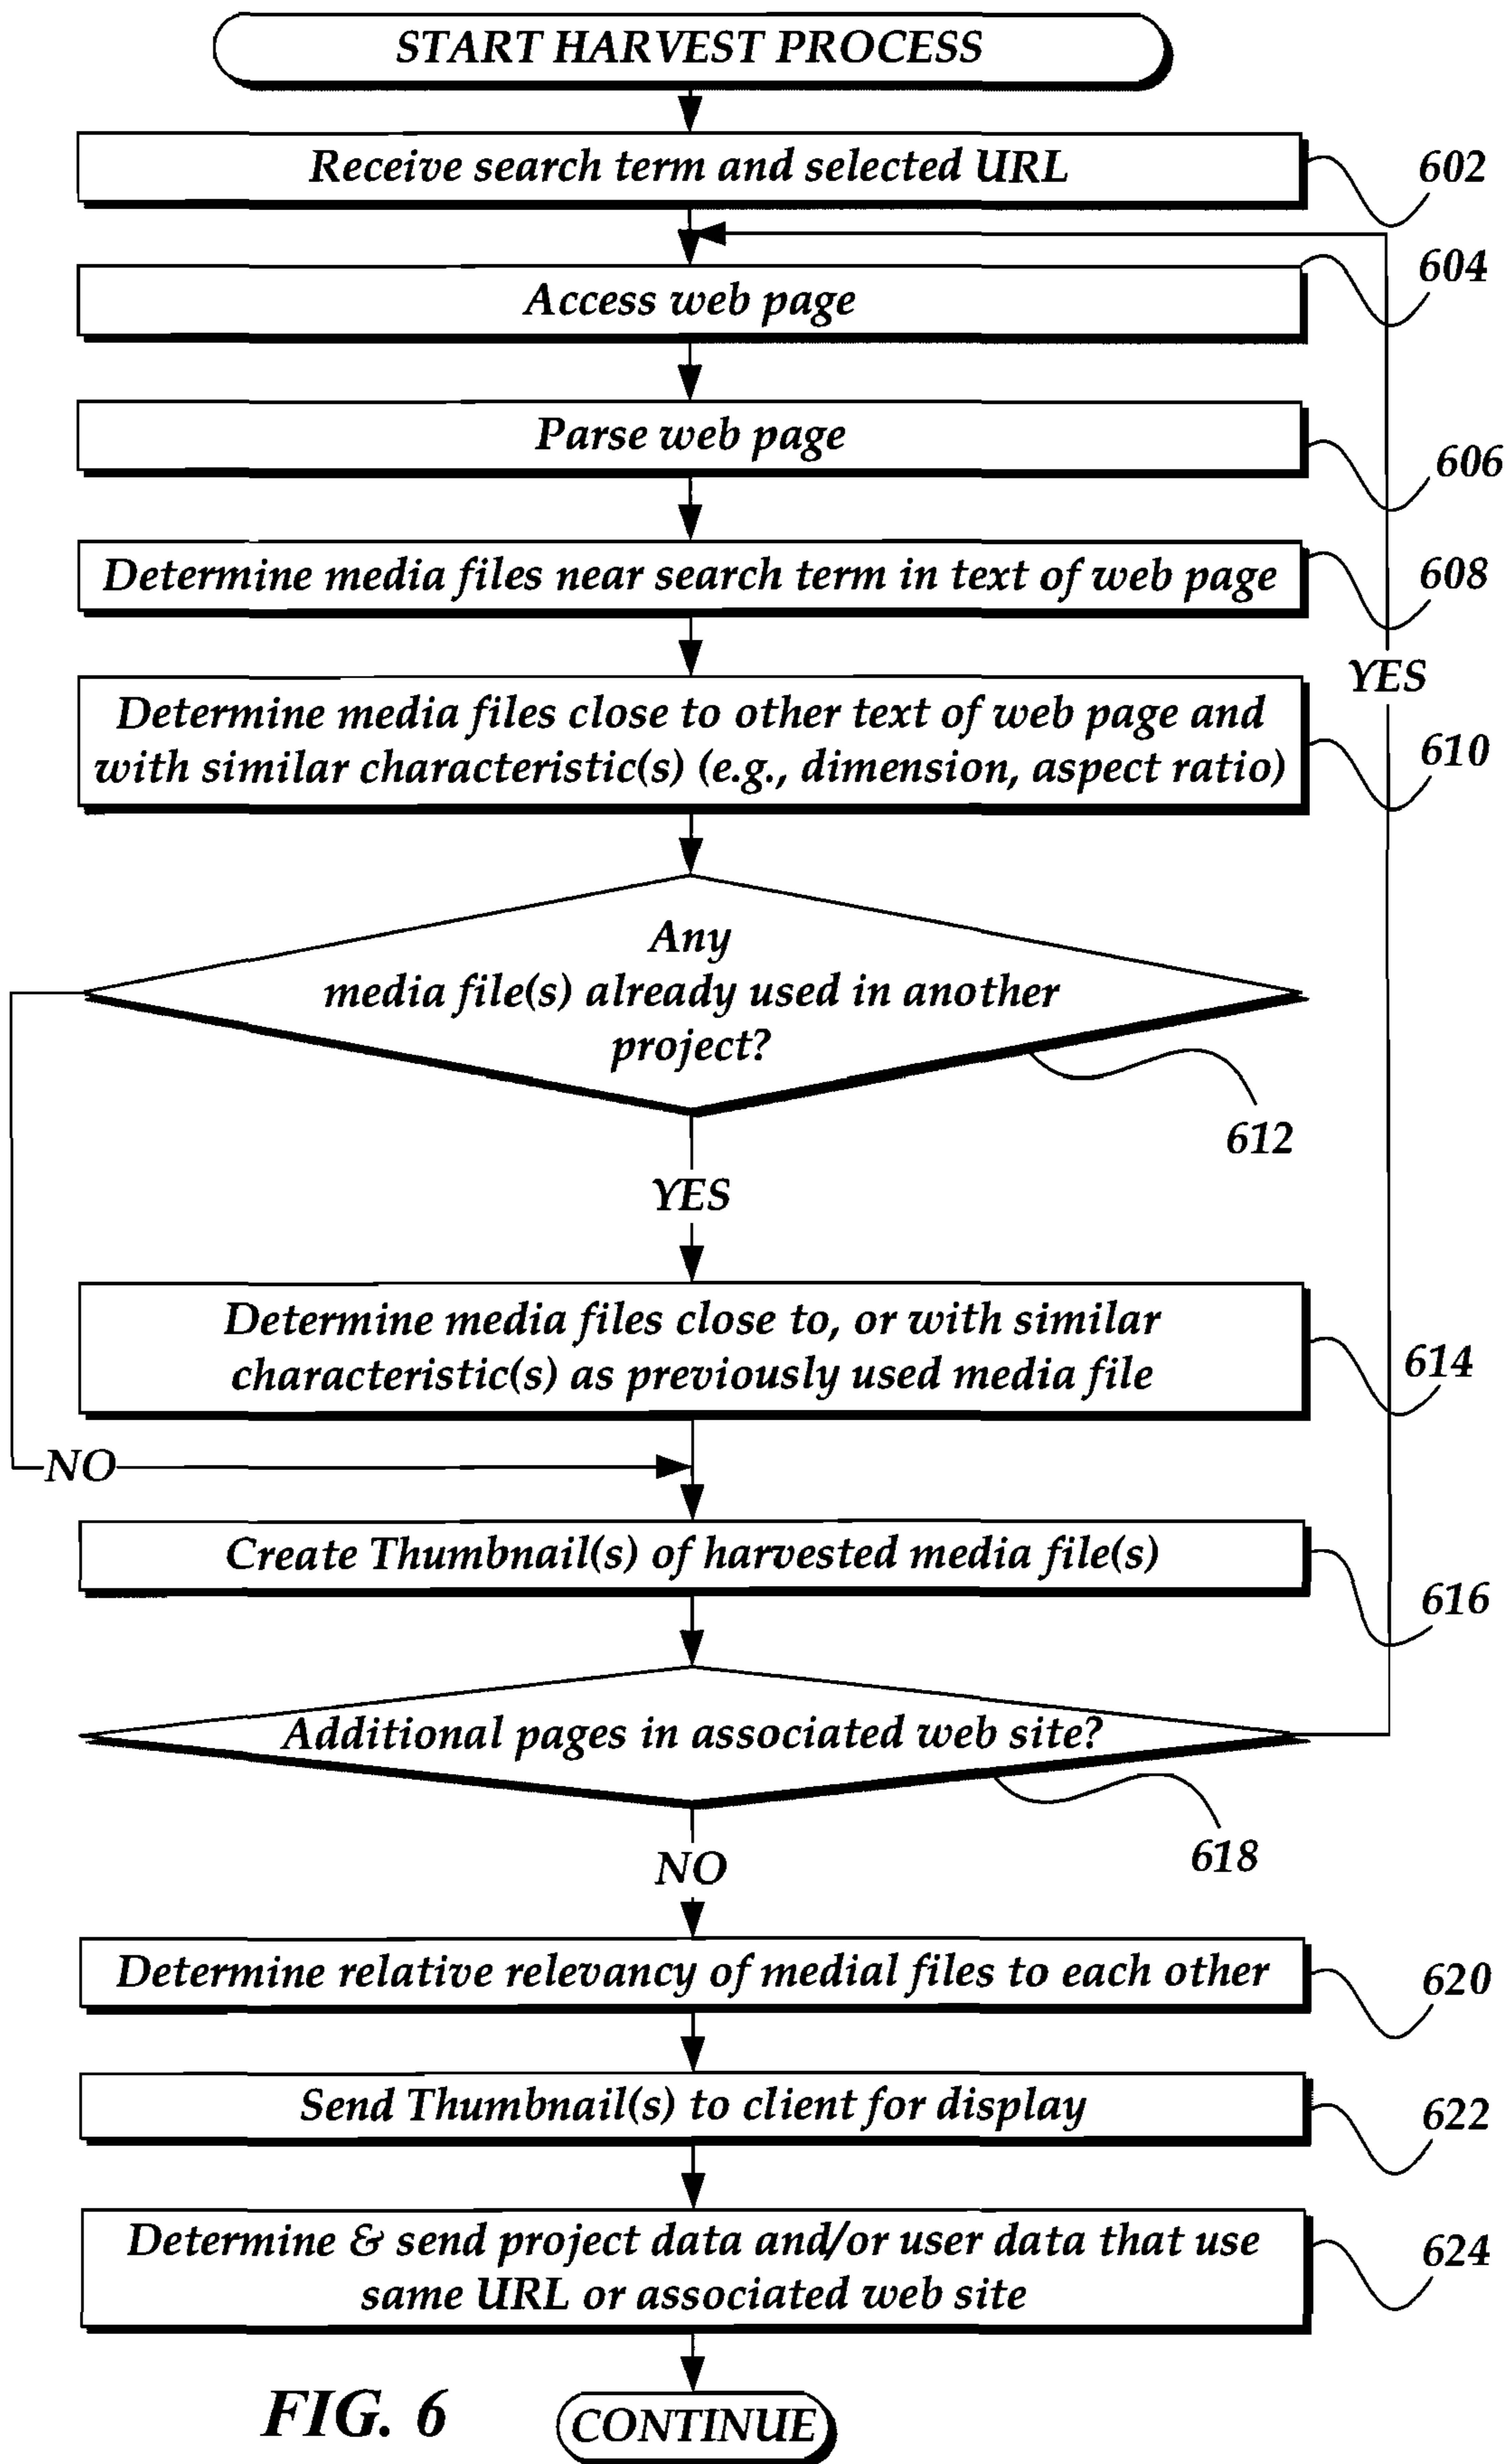 START HARVEST PROCESS
Receive search term and selected URL
602
604
Access web page
Parse web page
606
Determine media files near search term in text of web page
608
YES
Determine media files close to other text of web page and
with similar characteristic(s) (e.g., dimension, aspect ratio)
610
Any
media file(s) already used in another
project?
612
YES
Determine media files close to, or with similar
characteristic(s) as previously used media file
614
NO
Create Thumbnail(s) of harvested media file(s)
616
Additional pages in associated web site?
618
NO
Determine relative relevancy of medial files to each other
620
Send Thumbnail(s) to client for display
622
Determine & send project data and/or user data that use
same URL or associated web site
624
FIG. 6
CONTINUE